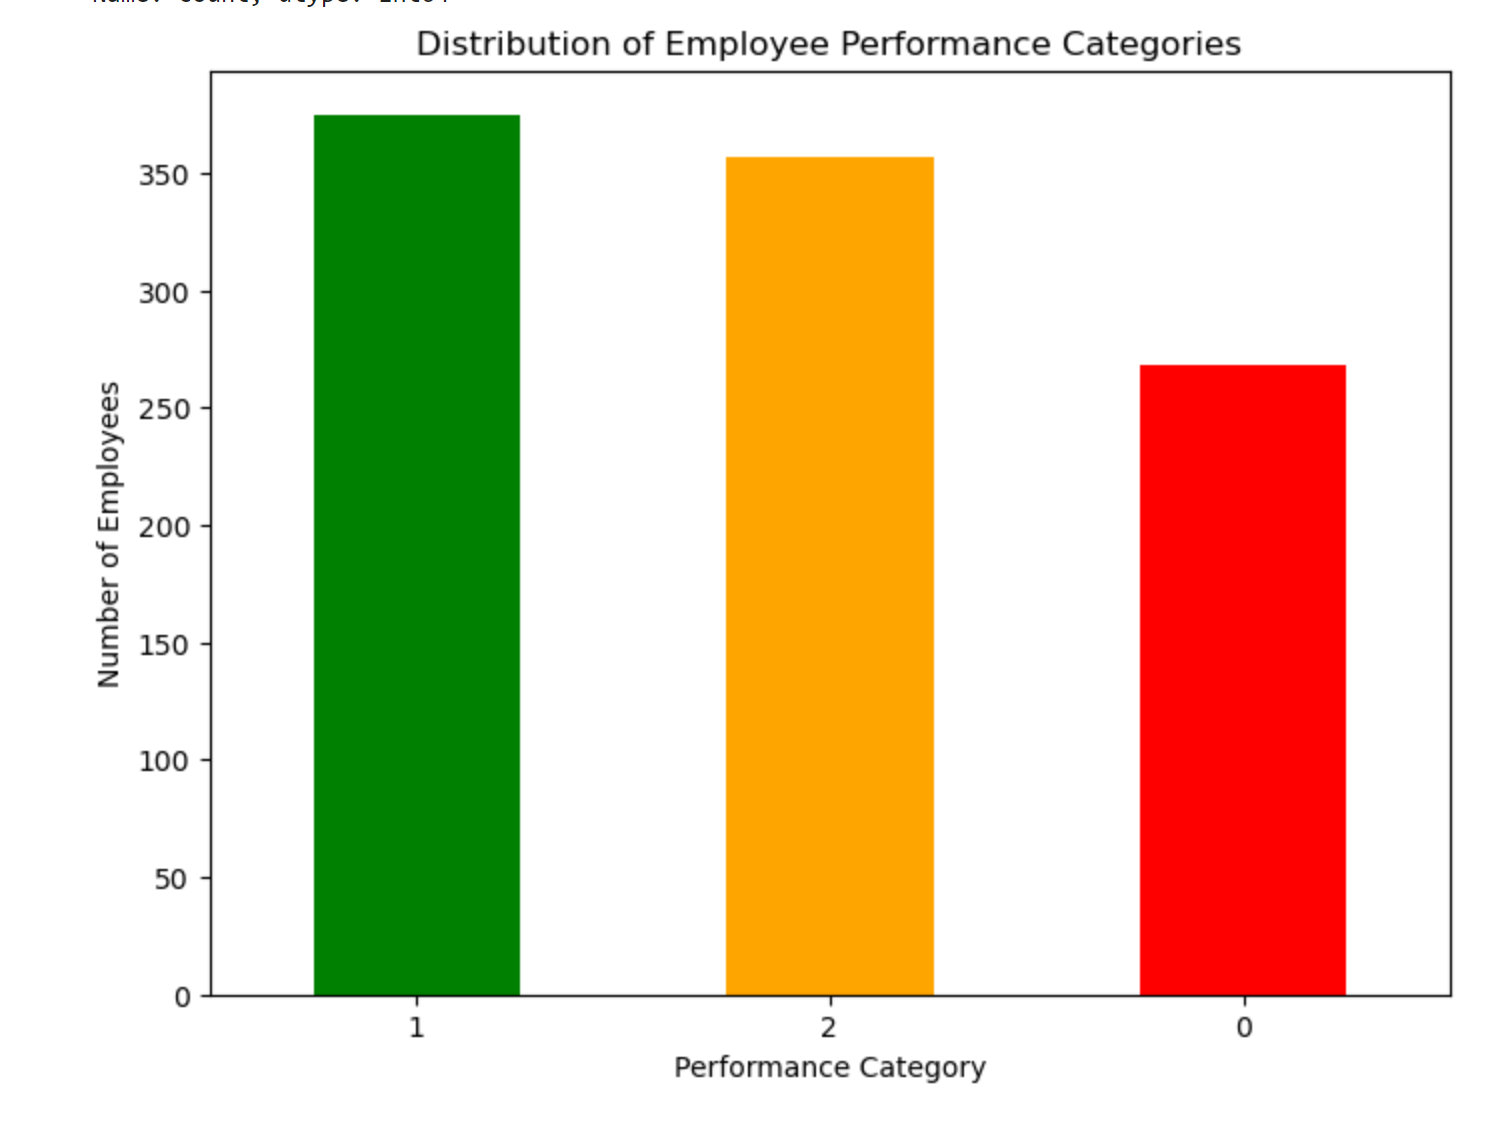 Distribution of Employee Performance Categories
350
300
250
200
150
100
50
0
Number of Employees
1 2 0
Performance Category